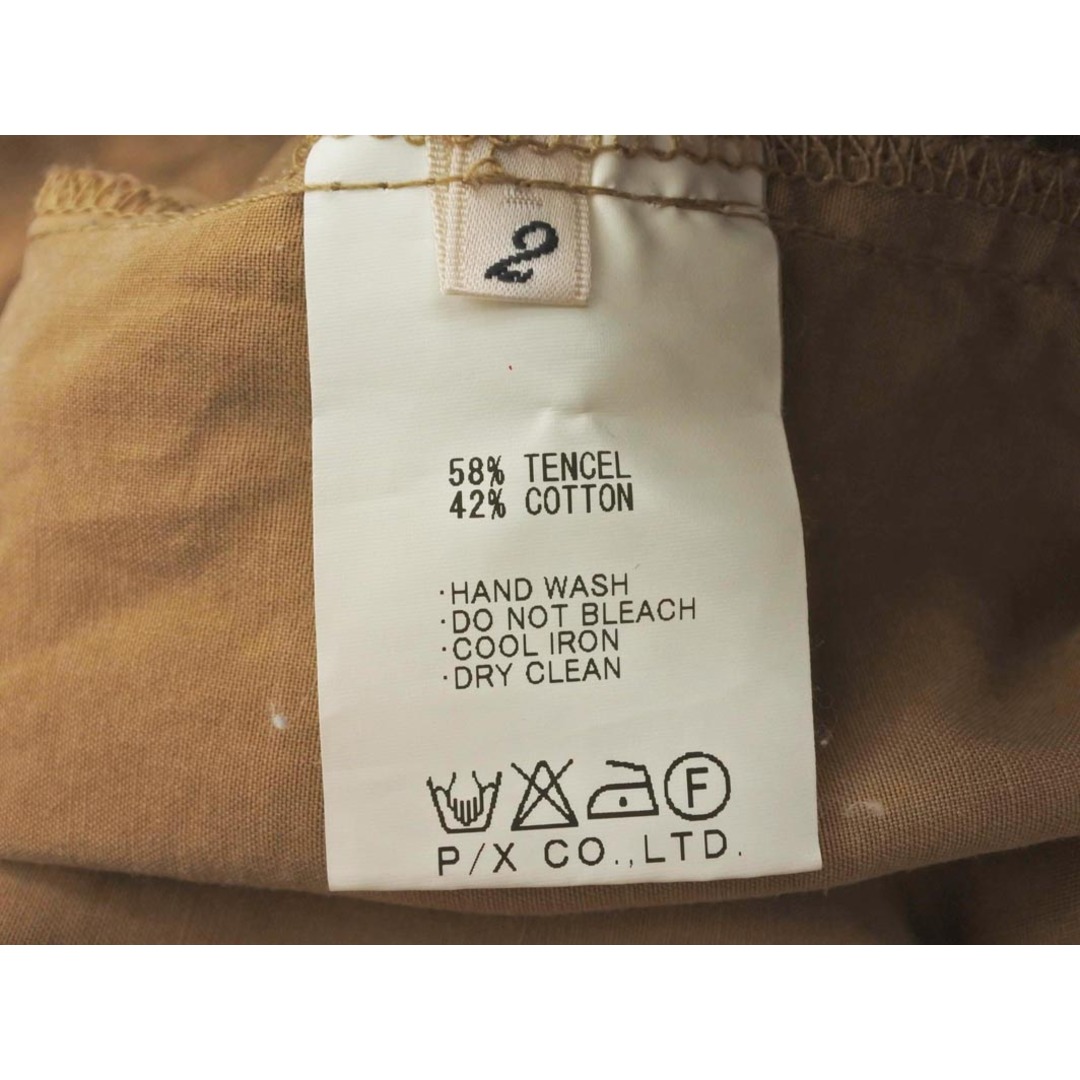 2
58% TENCEL
42% COTTON
·HAND WASH
·DO NOT BLEACH
·COOL IRON
·DRY CLEAN
F
P/X CO.,LTD.